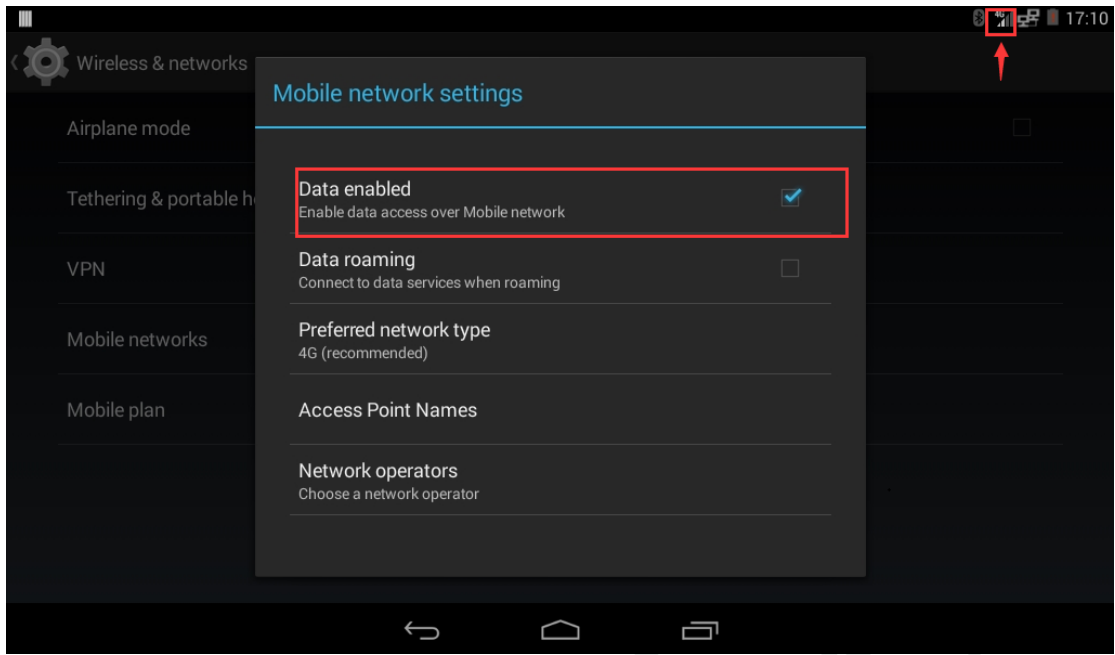 4G 17:10
Wireless & networks
Mobile network settings
Airplane mode
Data enabled
Enable data access over Mobile network
Tethering & portable h
Data roaming
Connect to data services when roaming
VPN
Preferred network type
4G (recommended)
Mobile networks
Access Point Names
Mobile plan
Network operators
Choose a network operator